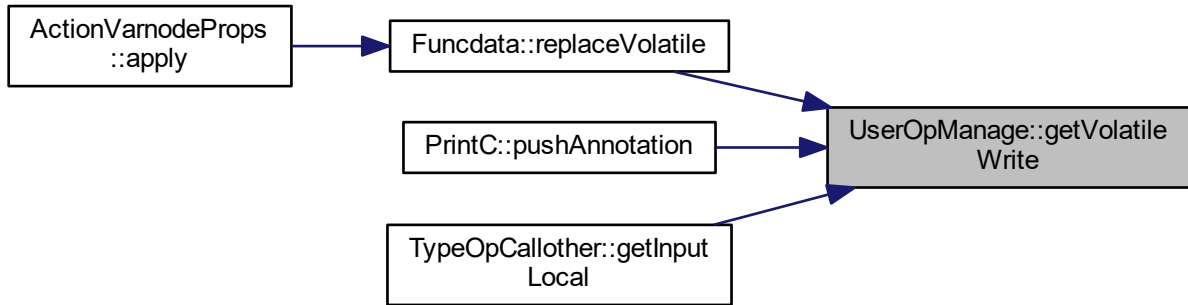 ActionVarnodeProps
::apply
Funcdata::replaceVolatile
PrintC::pushAnnotation
TypeOpCallother::getInput
Local
UserOpManage::getVolatile
Write